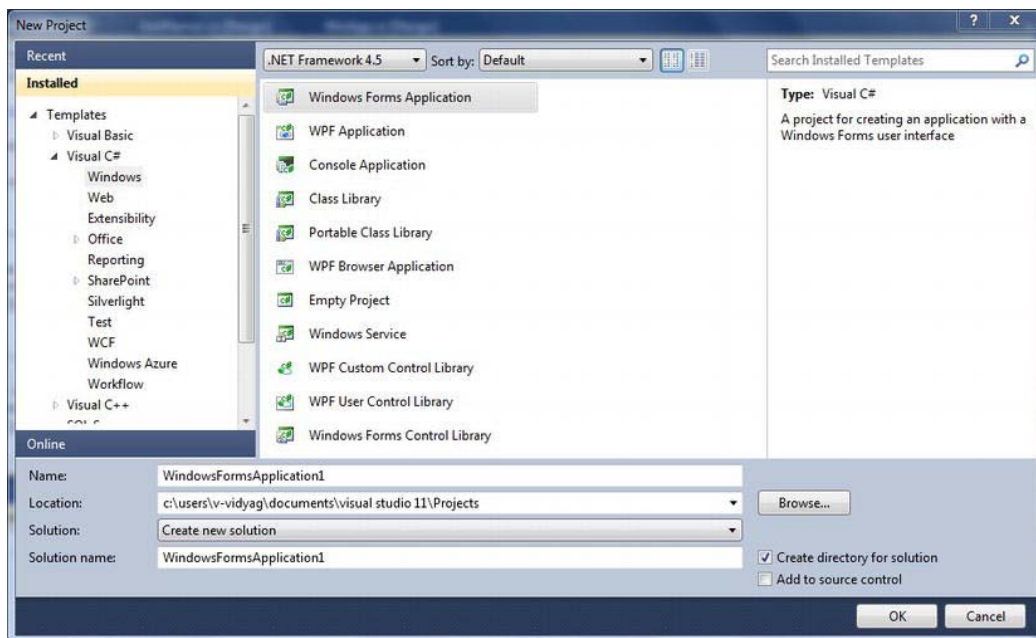 New Project
Recent
Installed
Templates
Visual Basic
Visual C#
Windows
Web
Extensibility
Office
Reporting
SharePoint
Silverlight
Test
WCF
Windows Azure
Workflow
Visual C++
Online
.NET Framework 4.5
Sort by: Default
Windows Forms Application
WPF Application
Console Application
Class Library
Portable Class Library
WPF Browser Application
Empty Project
Windows Service
WPF Custom Control Library
WPF User Control Library
Windows Forms Control Library
Search Installed Templates
Type: Visual C#
A project for creating an application with a
Windows Forms user interface
Name: WindowsFormsApplication1
Location: c:\users\v-vidyag\documents\visual studio 11\Projects
Browse...
Solution: Create new solution
Solution name: WindowsFormsApplication1
Create directory for solution
Add to source control
OK
Cancel